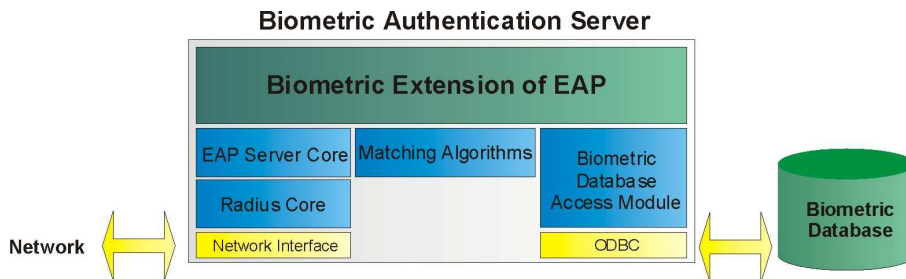 Biometric Authentication Server
Biometric Extension of EAP
EAP Server Core
Matching Algorithms
Biometric
Database
Access Module
Radius Core
Network Interface
ODBC
Network
Biometric
Database